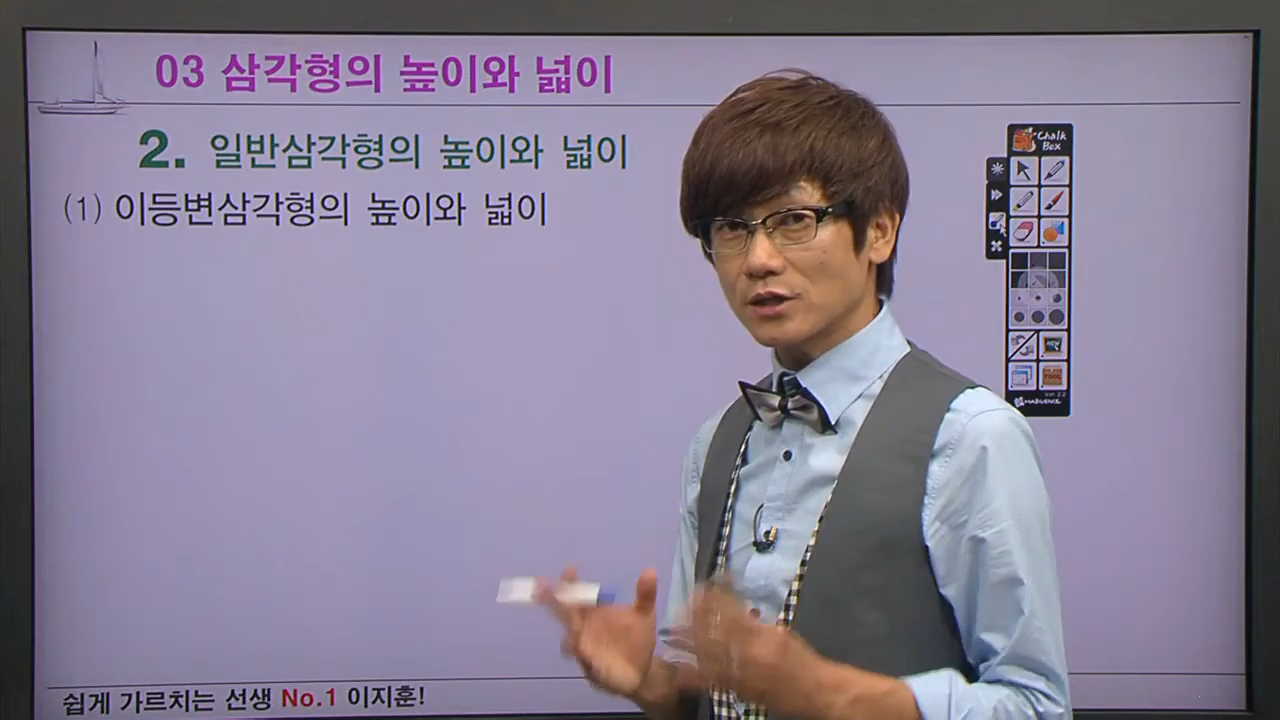 03 삼각형의 높이와 넓이
2. 일반삼각형의 높이와 넓이
(1) 이등변삼각형의 높이와 넓이
Chalk
Box
쉽게 가르치는 선생 No.1 이지훈!